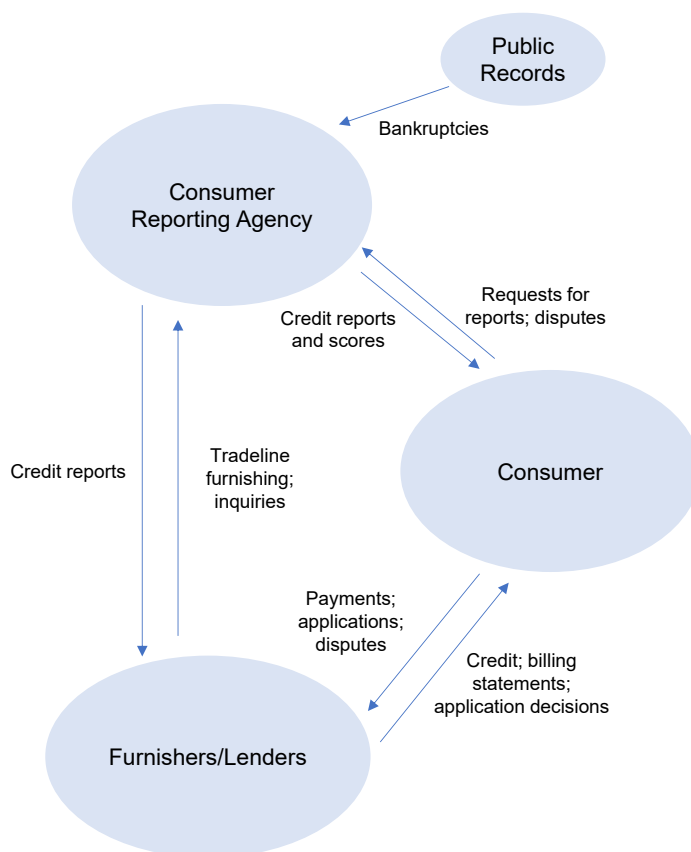 Public
Records
Bankruptcies
Consumer
Reporting Agency
Requests for
reports; disputes
Credit reports
and scores
Credit reports
Tradeline
furnishing;
inquiries
Consumer
Payments;
applications;
disputes
Credit; billing
statements;
application decisions
Furnishers/Lenders